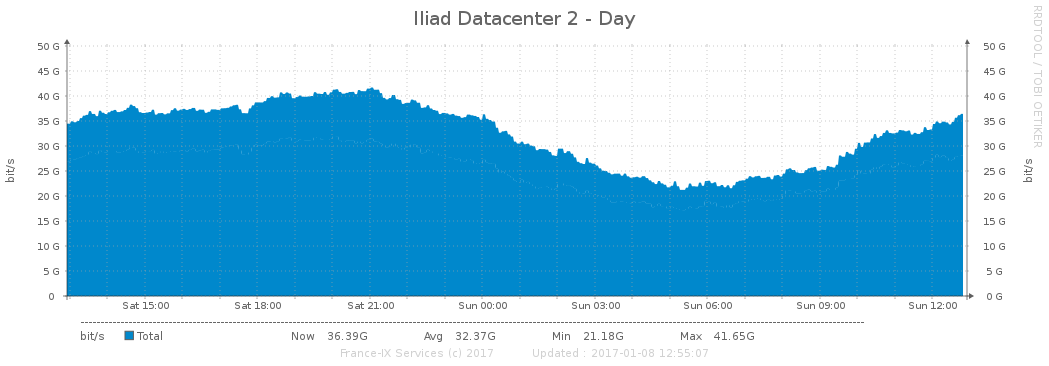 Iliad Datacenter 2 - Day
RRDTOOL / TOBI OETIKER
bit/s
50 G 50 G
45 G 45 G
40 G 40 G
35 G 35 G
30 G 30 G
25 G 25 G
20 G 20 G
15 G 15 G
10 G 10 G
5 G 5 G
0 0 G
bit/s
Sat 15:00 Sat 18:00 Sat 21:00 Sun 00:00 Sun 03:00 Sun 06:00 Sun 09:00 Sun 12:00
bit/s Total Now 36.39G Avg 32.37G Min 21.18G Max 41.65G
France-IX Services (c) 2017 Updated : 2017-01-08 12:55:07